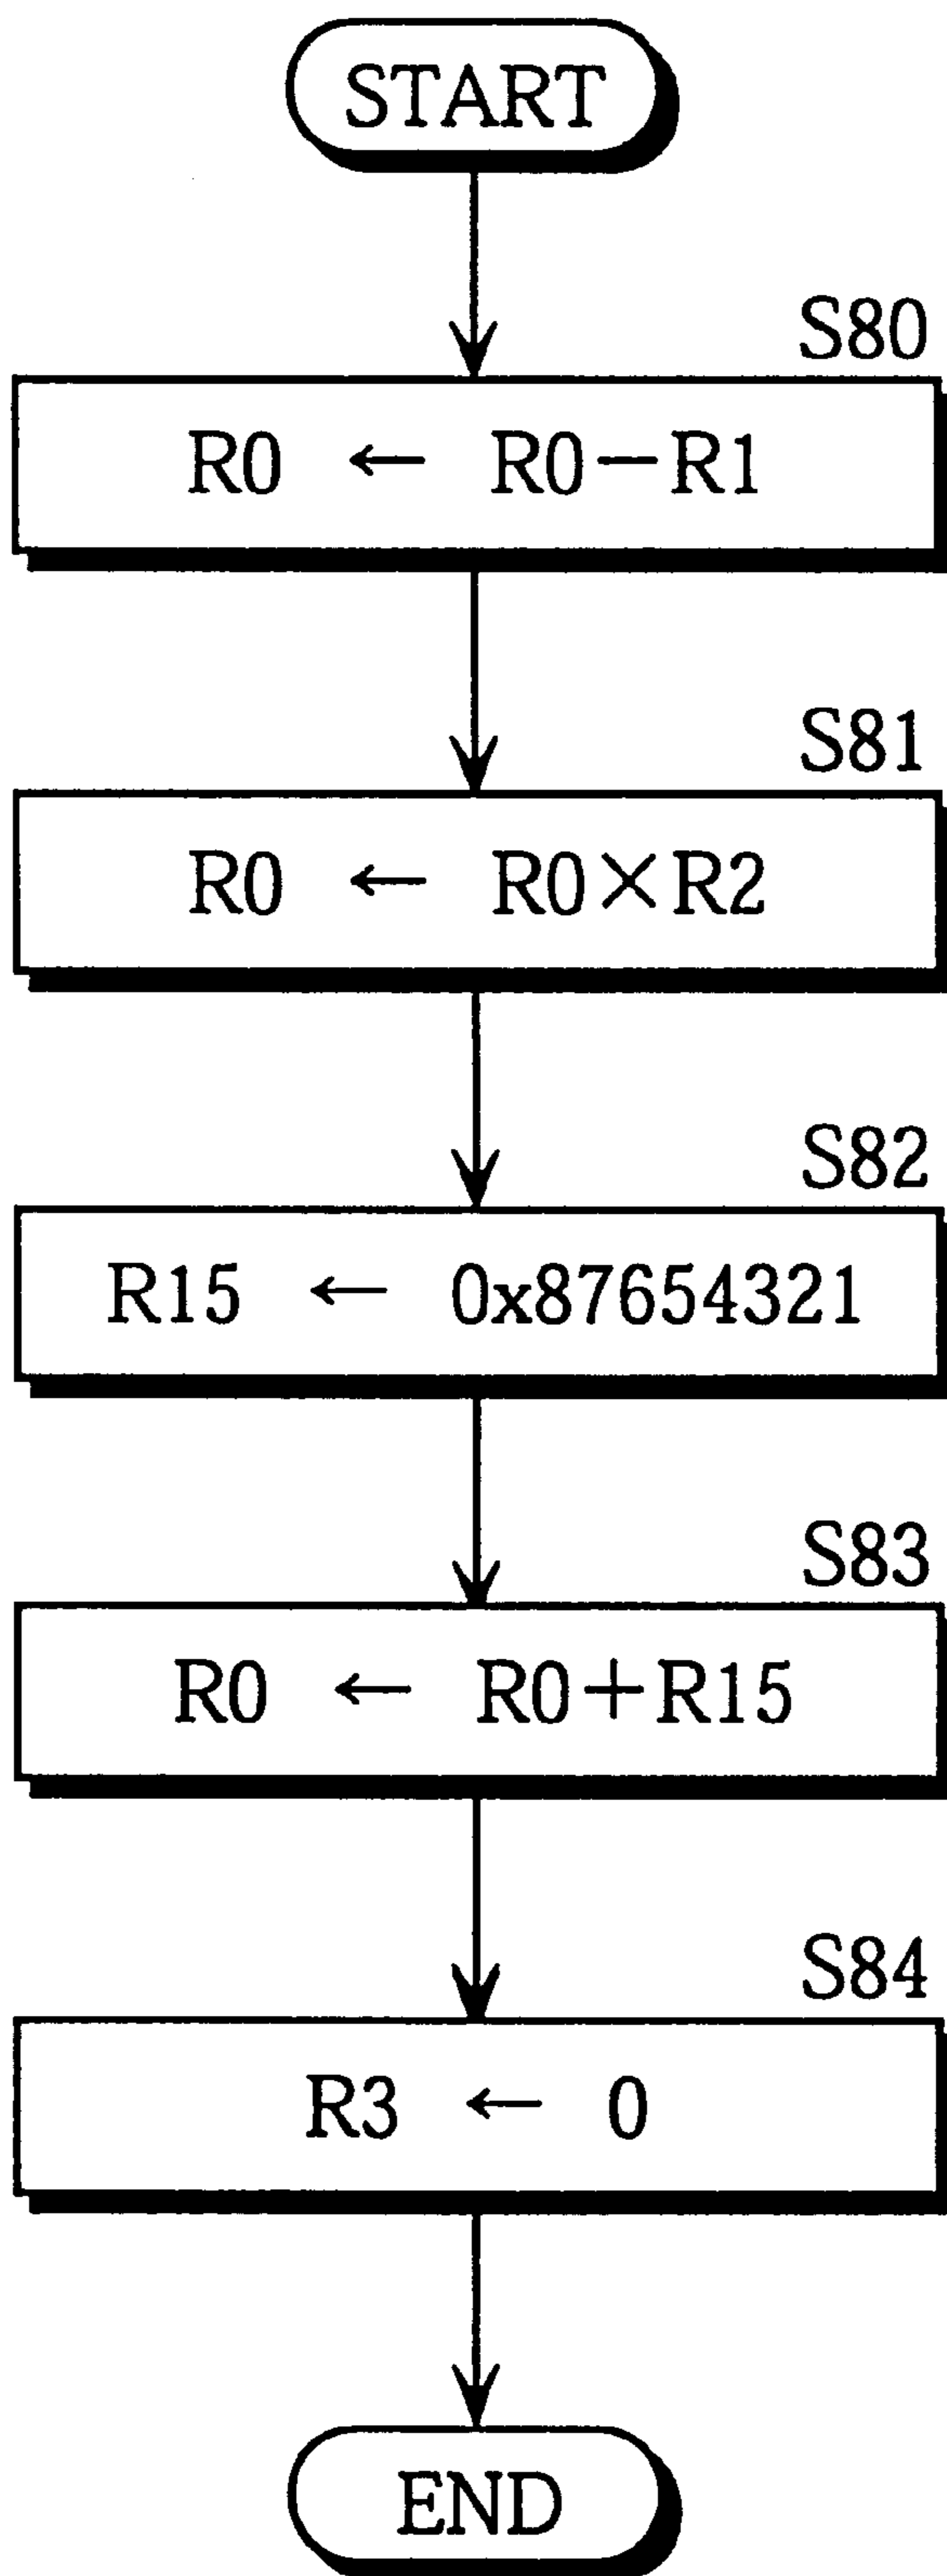 START
S80
R0 ← R0−R1
S81
R0 ← R0×R2
S82
R15 ← 0x87654321
S83
R0 ← R0+R15
S84
R3 ← 0
END